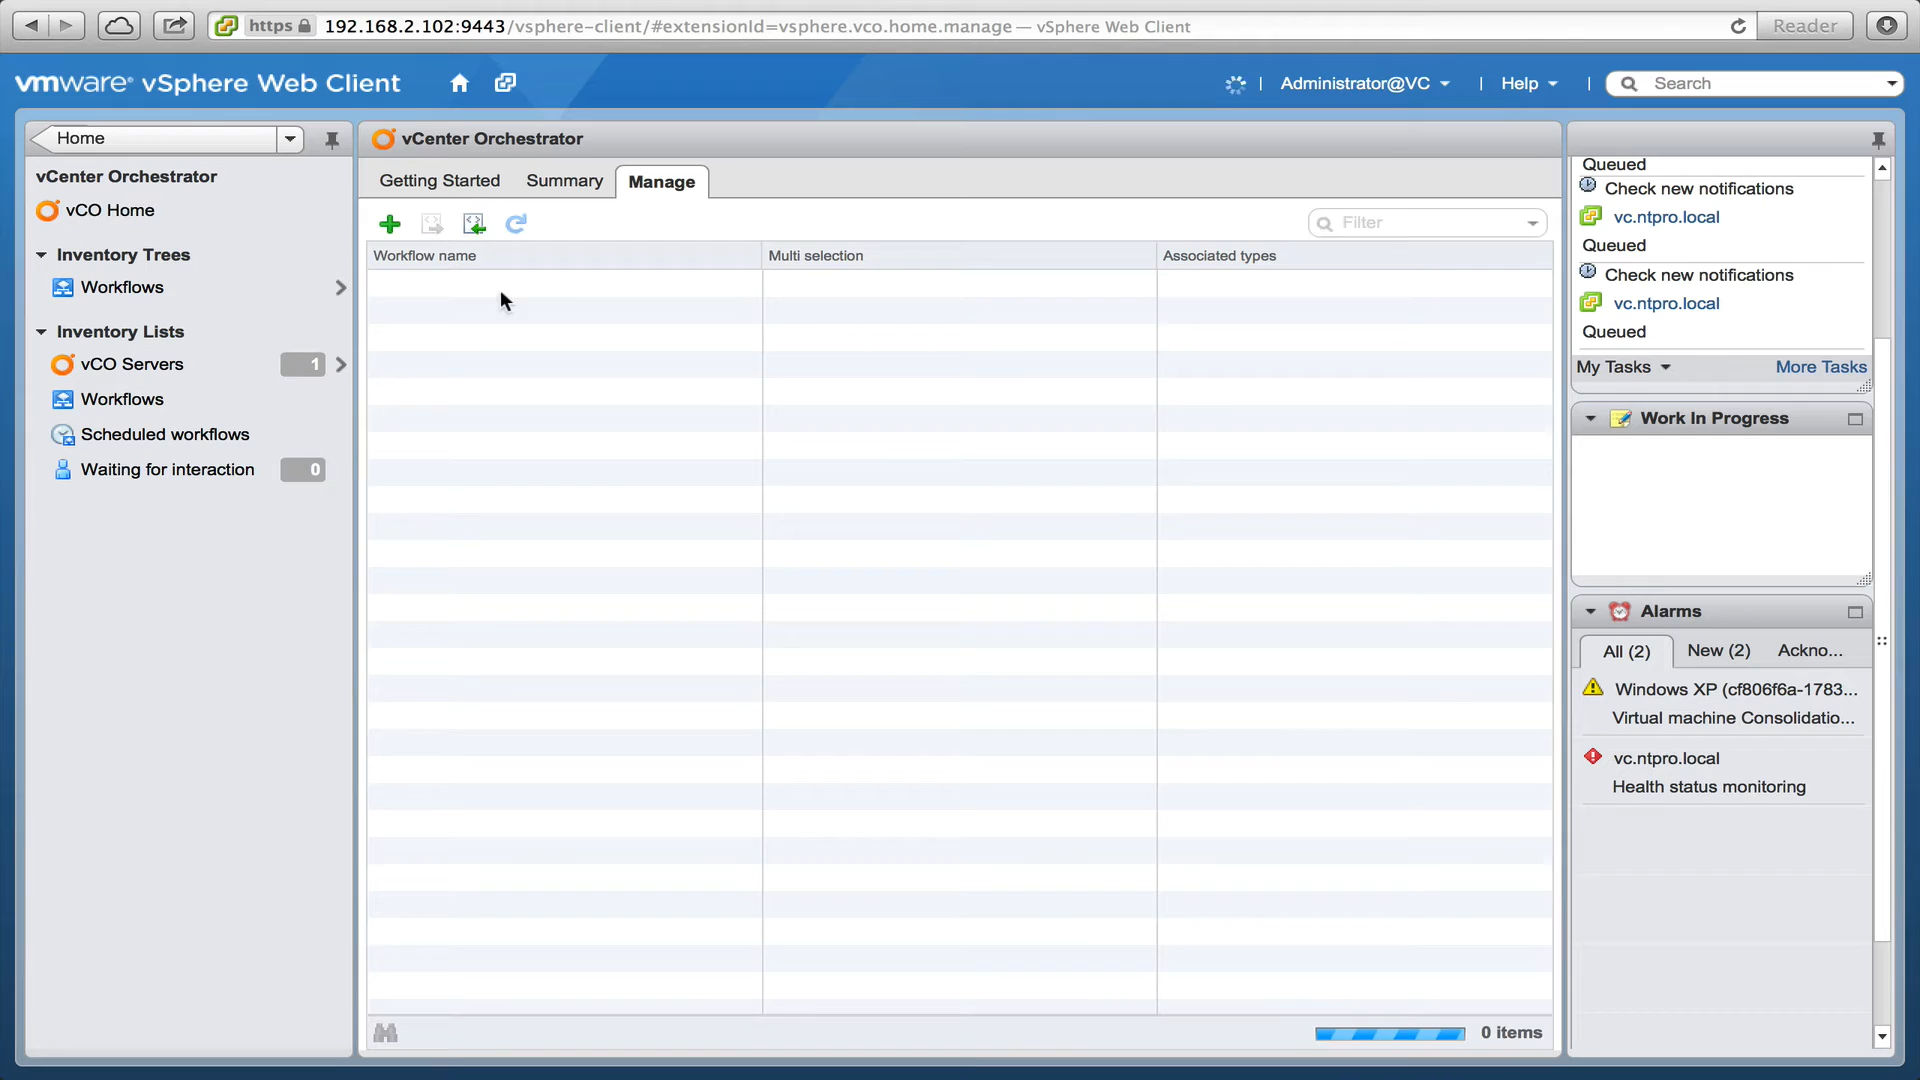 https 192.168.2.102:9443/vsphere-client/#extensionId=vsphere.vco.home.manage — vSphere Web Client
Reader
vmware® vSphere Web Client
Administrator@VC
Help
Search
Home
vCenter Orchestrator
vCO Home
Inventory Trees
Workflows
Inventory Lists
vCO Servers 1
Workflows
Scheduled workflows
Waiting for interaction 0
vCenter Orchestrator
Getting Started Summary Manage
Filter
Workflow name Multi selection Associated types
0 items
Queued
Check new notifications
vc.ntpro.local
Queued
Check new notifications
vc.ntpro.local
Queued
My Tasks More Tasks
Work In Progress
Alarms
All (2) New (2) Ackno...
Windows XP (cf806f6a-1783...
Virtual machine Consolidatio...
vc.ntpro.local
Health status monitoring